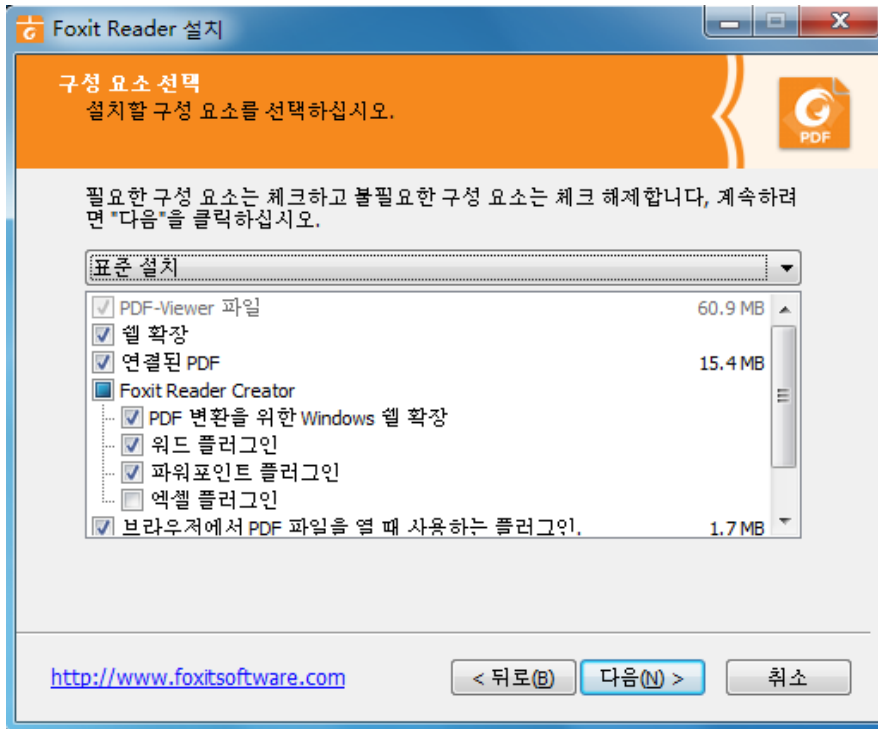 Foxit Reader 설치
구성 요소 선택
설치할 구성 요소를 선택하십시오.
PDF
필요한 구성 요소는 체크하고 불필요한 구성 요소는 체크 해제합니다, 계속하려
면 "다음"을 클릭하십시오.
표준 설치
PDF-Viewer 파일 60.9 MB
쉘 확장
연결된 PDF 15.4 MB
Foxit Reader Creator
PDF 변환을 위한 Windows 쉘 확장
워드 플러그인
파워포인트 플러그인
엑셀 플러그인
브라우저에서 PDF 파일을 열 때 사용하는 플러그인. 1.7 MB
http://www.foxitsoftware.com < 뒤로(B) 다음(N) > 취소